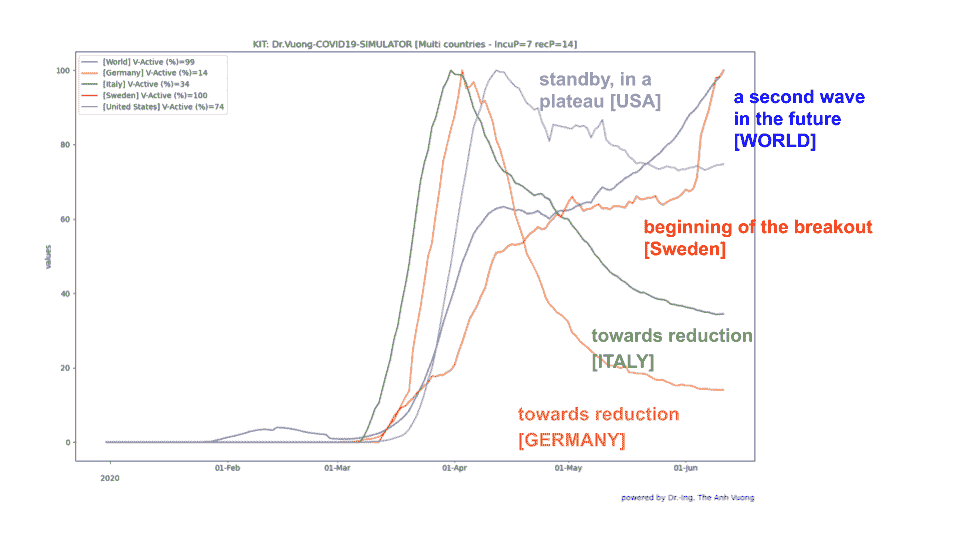 KIT: Dr.Vuong-COVID19-SIMULATOR [Multi countries - IncuP=7 recP=14]
[World] V-Active (%)=99
[Germany] V-Active (%)=14
[Italy] V-Active (%)=34
[Sweden] V-Active (%)=100
[United States] V-Active (%)=74
standby, in a
plateau [USA]
a second wave
in the future
[WORLD]
beginning of the breakout
[Sweden]
towards reduction
[ITALY]
towards reduction
[GERMANY]
values
100
80
60
40
20
0
01-Feb
01-Mar
01-Apr
01-May
01-Jun
2020
powered by Dr.-Ing. The Anh Vuong